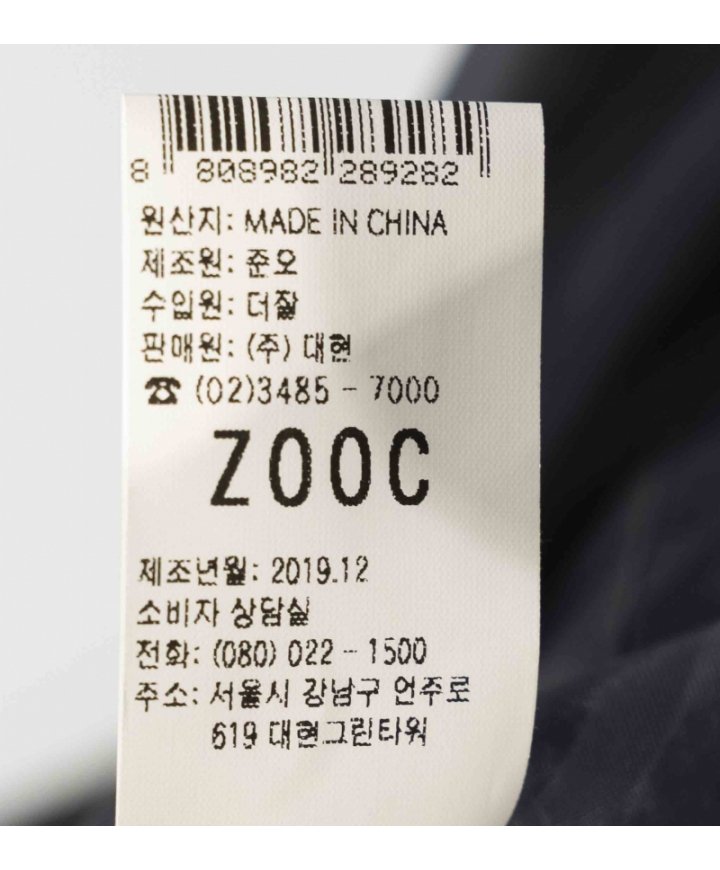 8 808982 289282
원산지: MADE IN CHINA
제조원: 준오
수입원: 더잘
판매원: (주) 대현
☎ (02)3485 - 7000
ZOOC
제조년월: 2019.12
소비자 상담실
전화: (080) 022 - 1500
주소: 서울시 강남구 언주로
619 대현그린타워